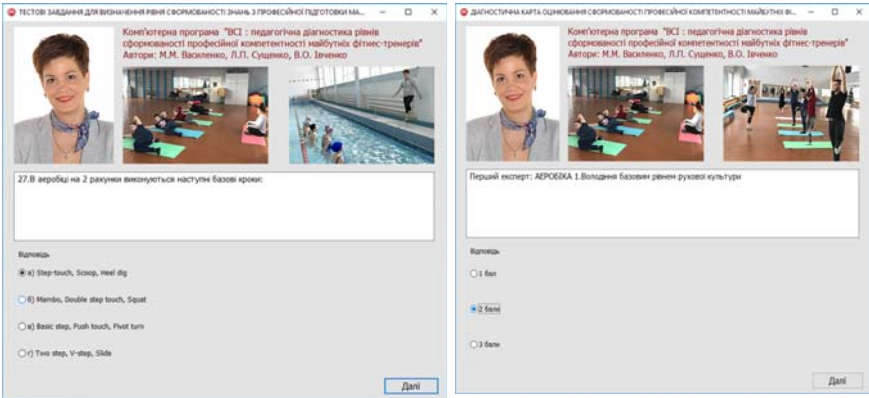 ТЕСТОВІ ЗАВДАННЯ ДЛЯ ВИЗНАЧЕННЯ РІВНЯ СФОРМОВАНОСТІ ЗНАНЬ З ПРОФЕСІЙНОЇ ПІДГОТОВКИ МА...
Комп'ютерна програма "ВСІ : педагогічна діагностика рівнів
сформованості професійної компетентності майбутніх фітнес-тренерів"
Автори: М.М. Василенко, Л.П. Сущенко, В.О. Івченко
27.В аеробіці на 2 рахунки виконуються наступні базові кроки:
Відповідь
а) Step-touch, Scoop, Heel dig
б) Mambo, Double step touch, Squat
в) Basic step, Push touch, Pivot turn
г) Two step, V-step, Slide
Далі
ДІАГНОСТИЧНА КАРТА ОЦІНЮВАННЯ СФОРМОВАНОСТІ ПРОФЕСІЙНОЇ КОМПЕТЕНТНОСТІ МАЙБУТНІХ ФІ...
Комп'ютерна програма "ВСІ : педагогічна діагностика рівнів
сформованості професійної компетентності майбутніх фітнес-тренерів"
Автори: М.М. Василенко, Л.П. Сущенко, В.О. Івченко
Перший експерт: АЕРОБІКА 1.Володіння базовим рівнем рухової культури
Відповідь
1 бал
2 бали
3 бали
Далі